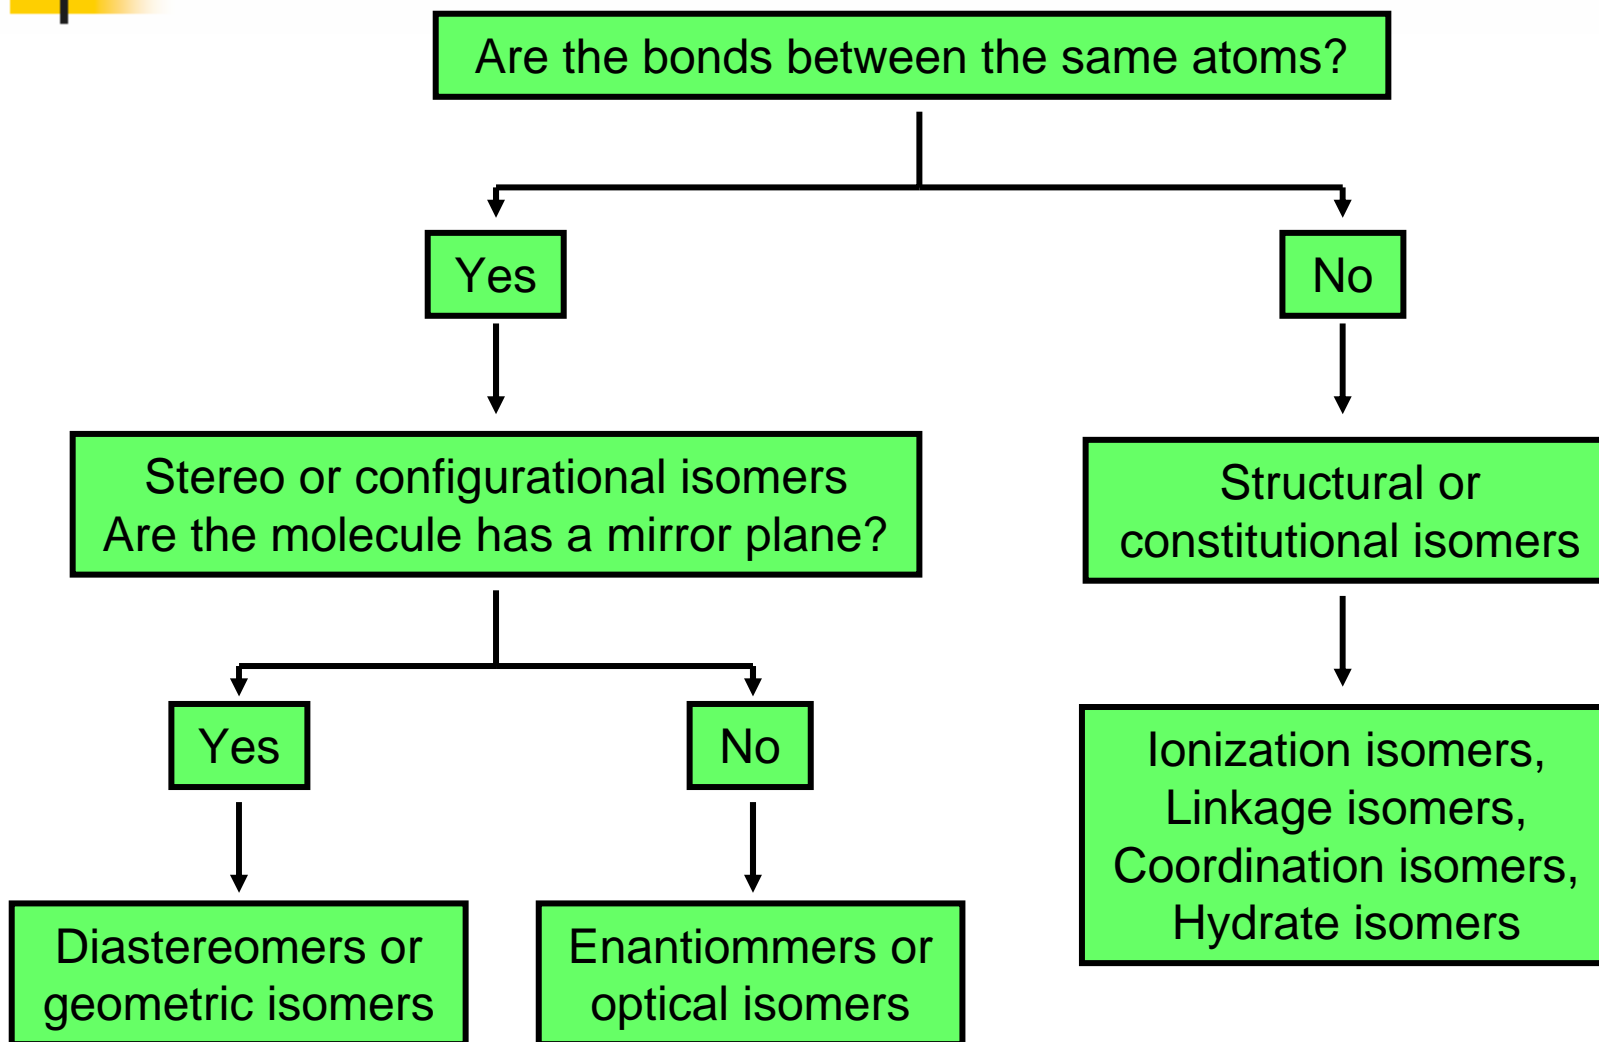 Are the bonds between the same atoms?
Yes
No
Stereo or configurational isomers
Are the molecule has a mirror plane?
Structural or
constitutional isomers
Yes
No
Ionization isomers,
Linkage isomers,
Coordination isomers,
Hydrate isomers
Diastereomers or
geometric isomers
Enantiommers or
optical isomers